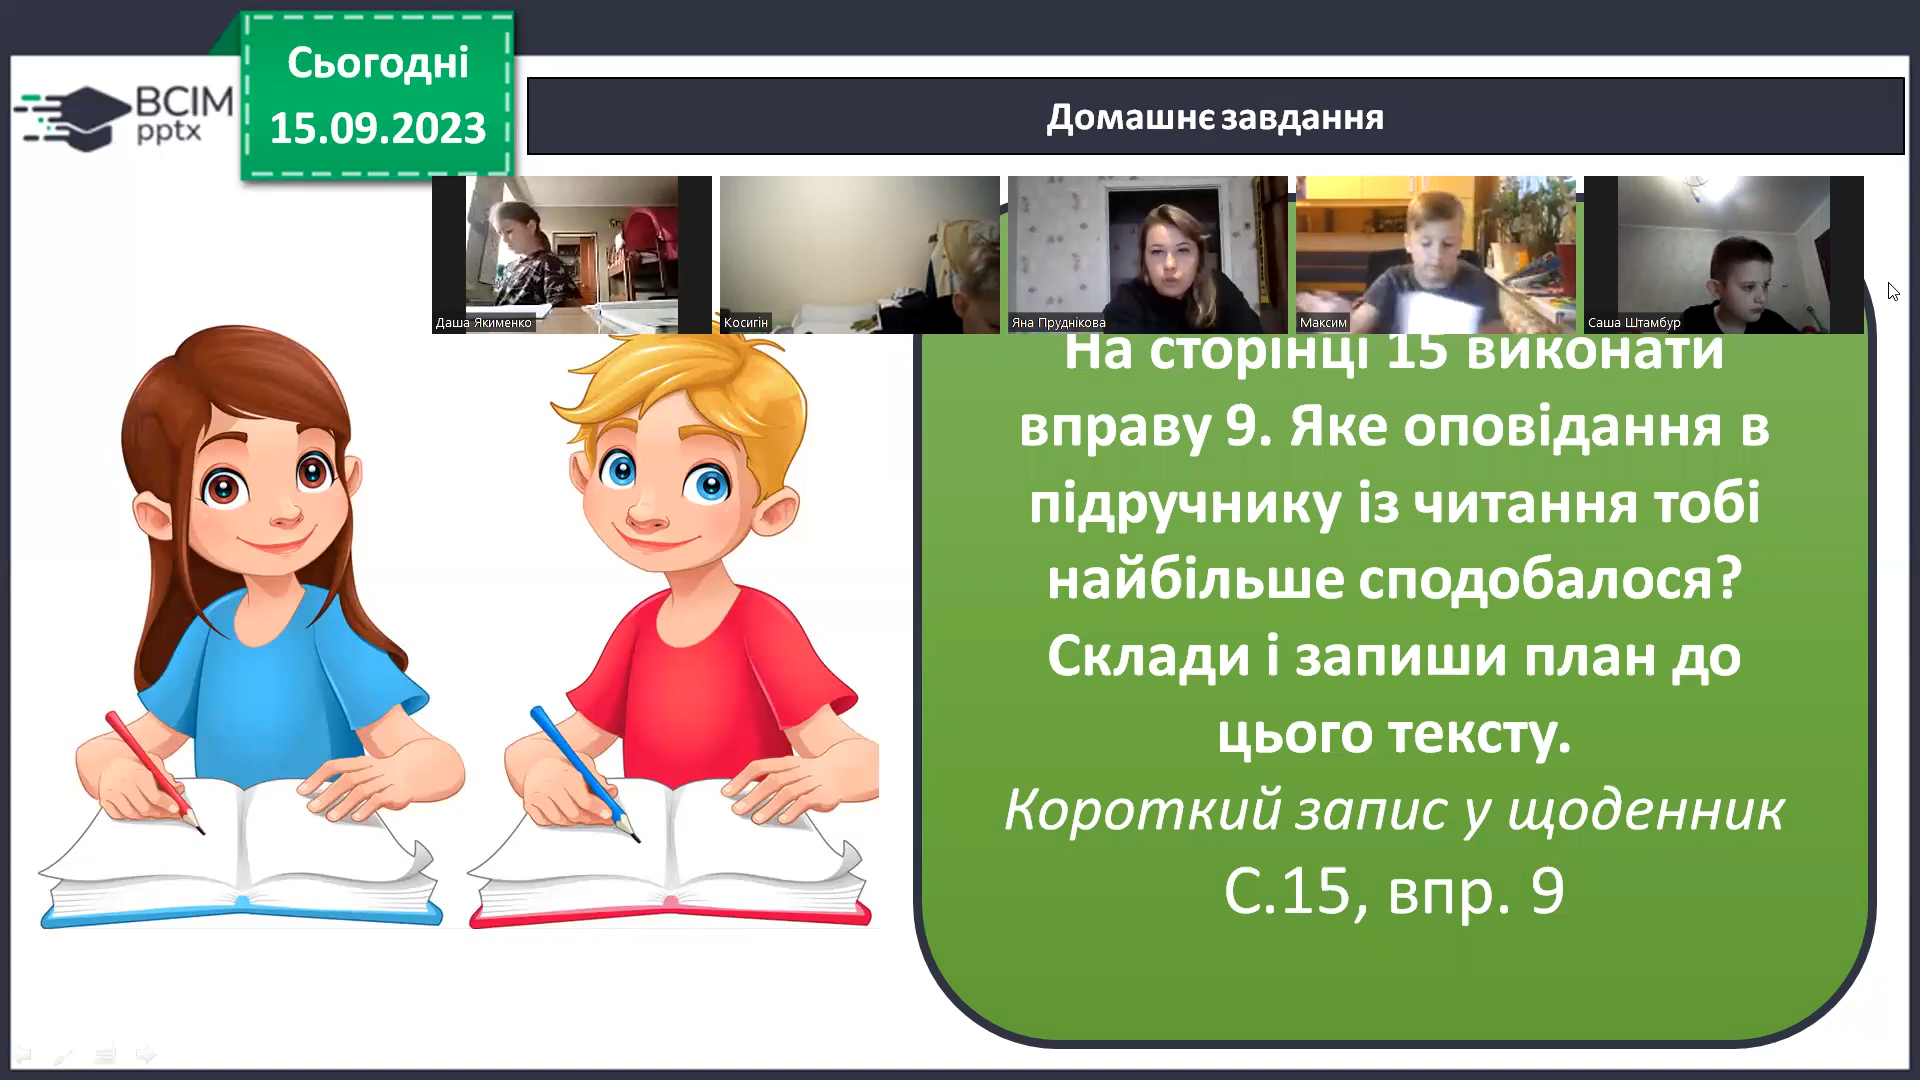 Сьогодні
15.09.2023
ВСІМ
pptx
Домашнє завдання
Даша Якименко
Косигін
Яна Пруднікова
Максим
Саша Штамбур
На сторінці 15 виконати
вправу 9. Яке оповідання в
підручнику із читання тобі
найбільше сподобалося?
Склади і запиши план до
цього тексту.
Короткий запис у щоденник
С.15, впр. 9